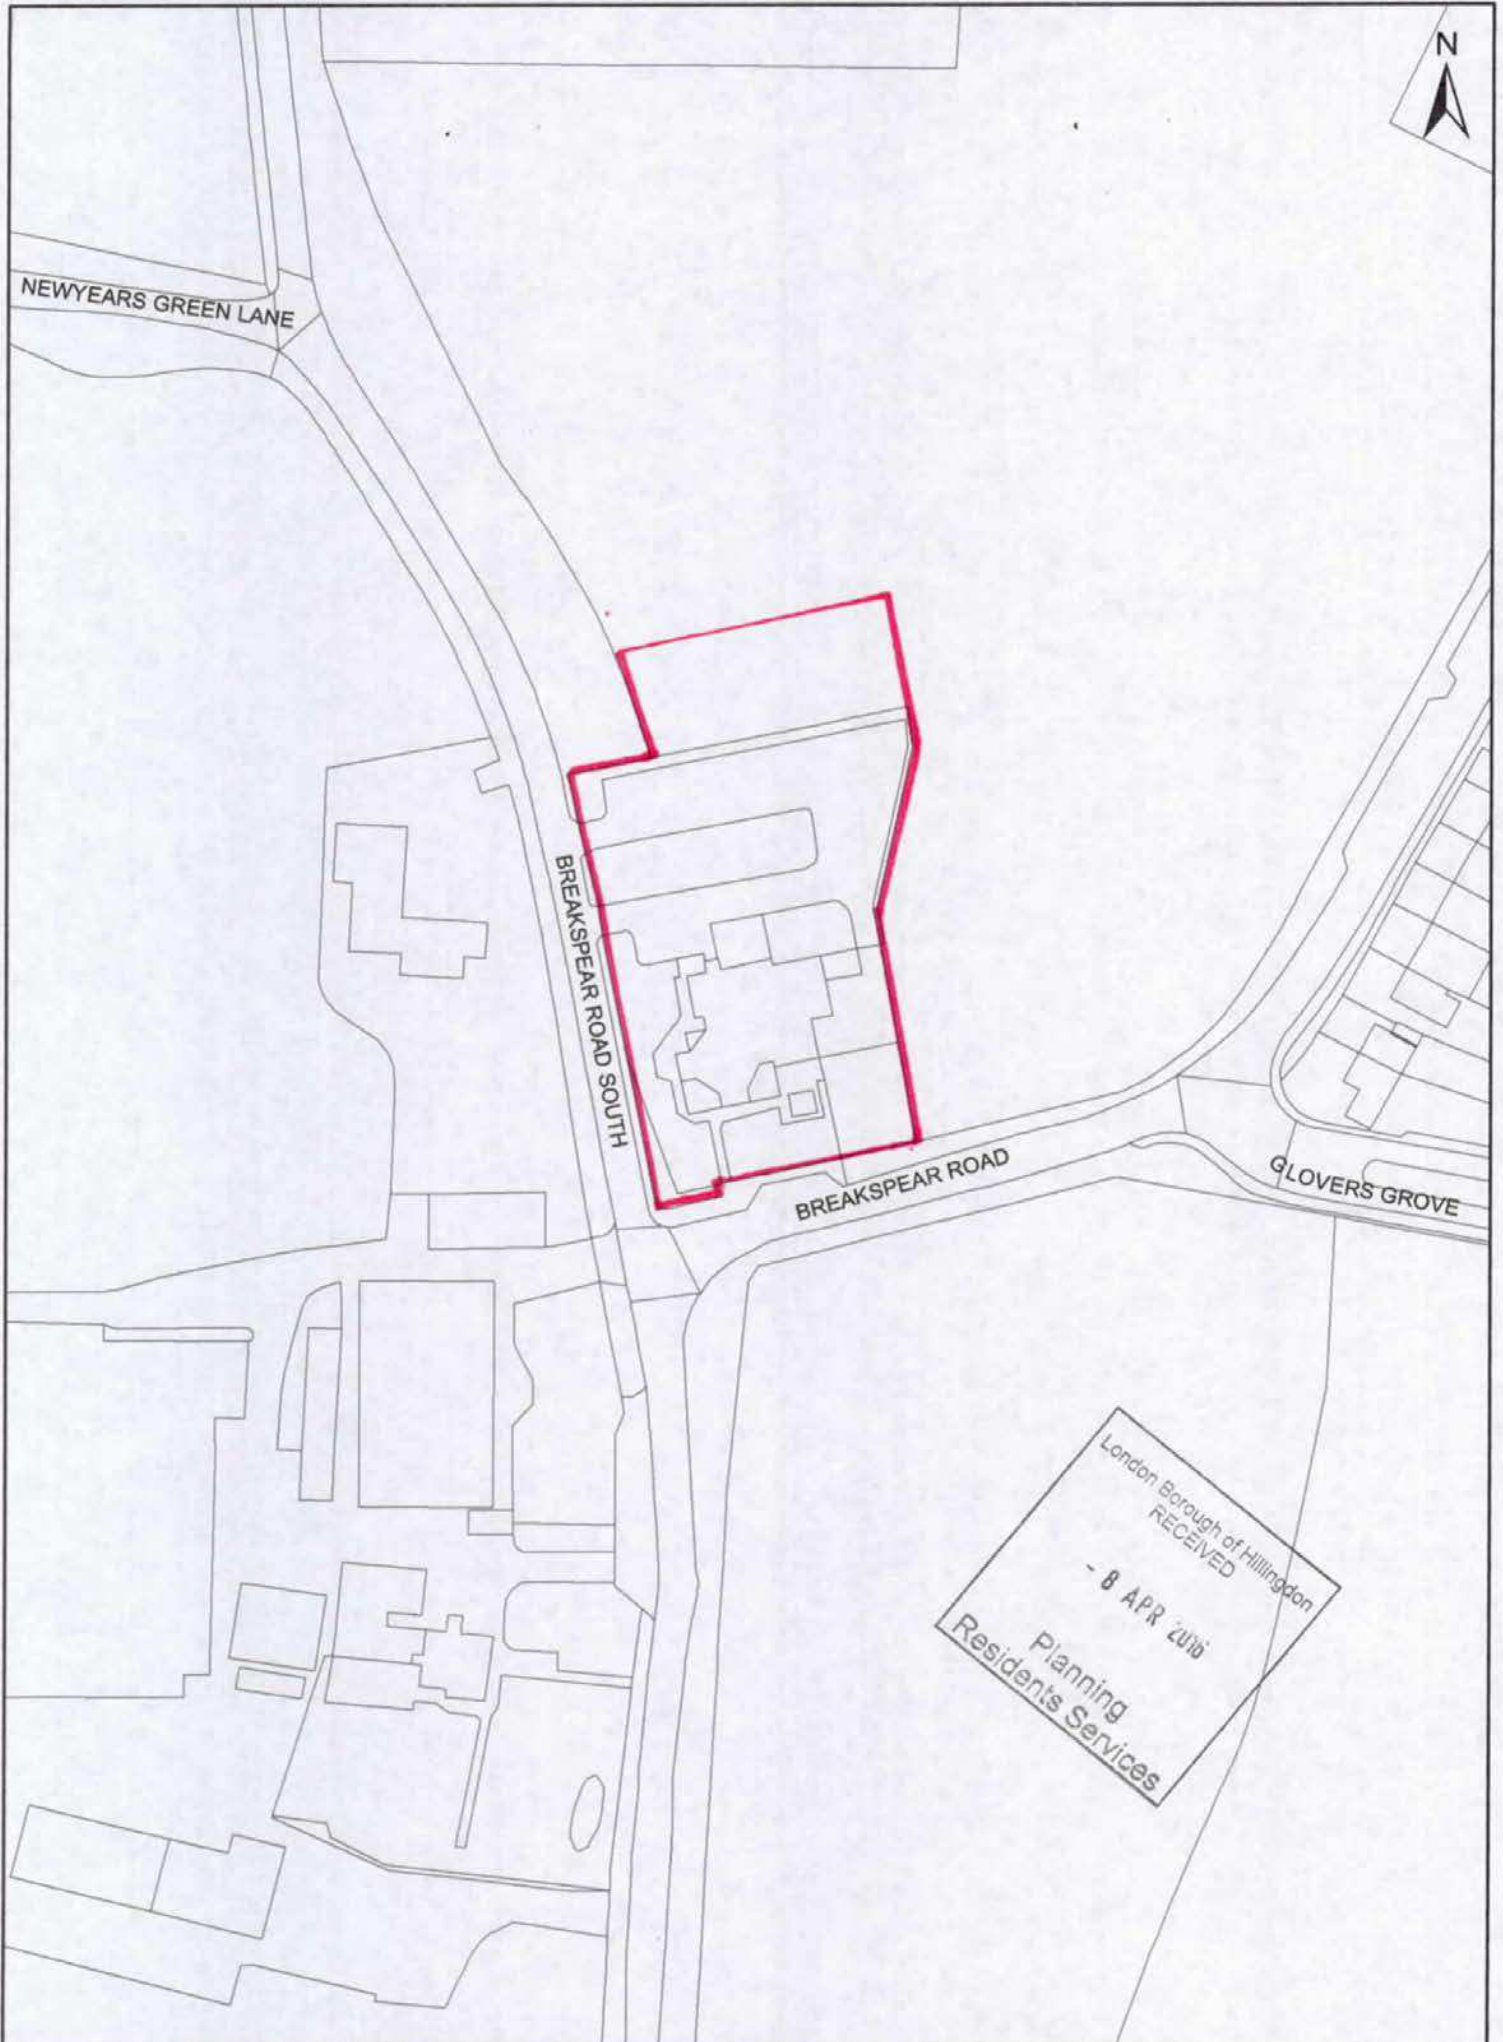 N
NEWYEARS GREEN LANE
BREAKSPEAR ROAD SOUTH
BREAKSPEAR ROAD
GLOVERS GROVE
London Borough of Hillingdon
RECEIVED
- 8 APR 2016
Planning
Residents Services